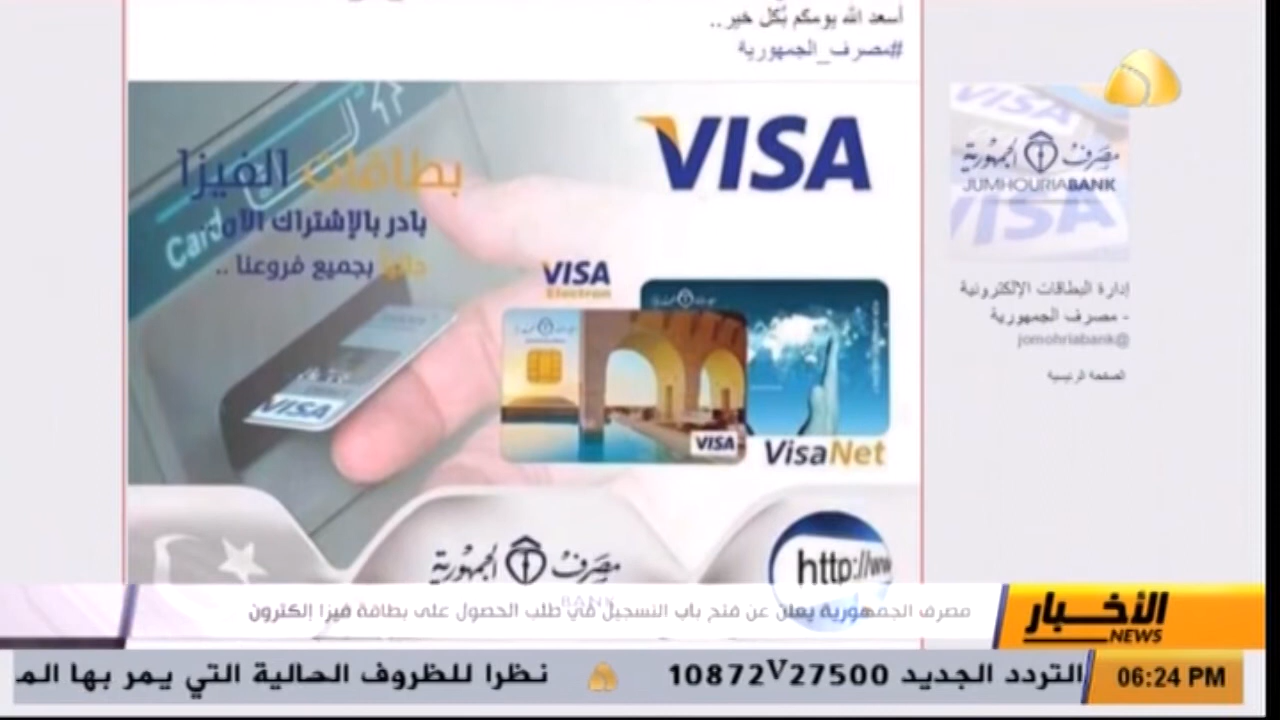 أسعد الله يومكم بكل خير..
#مصرف_الجمهورية
VISA
بطاقات الفيزا
بادر بالإشتراك
بجميع فروعنا ..
Card
VISA
VISA
Electron
VISA
VisaNet
مصرف الجمهورية
BANK
http://ww
VISA
مصرف الجمهورية
JUMHOURIABANK
VISA
إدارة البطاقات الإلكترونية
- مصرف الجمهورية
@jomohriabank
الصفحة الرئيسية
مصرف الجمهورية يعلن عن فتح باب التسجيل في طلب الحصول على بطاقة فيزا إلكترون
الأخبار
NEWS
التردد الجديد 10872V27500 نظرا للظروف الحالية التي يمر بها الم
06:24 PM